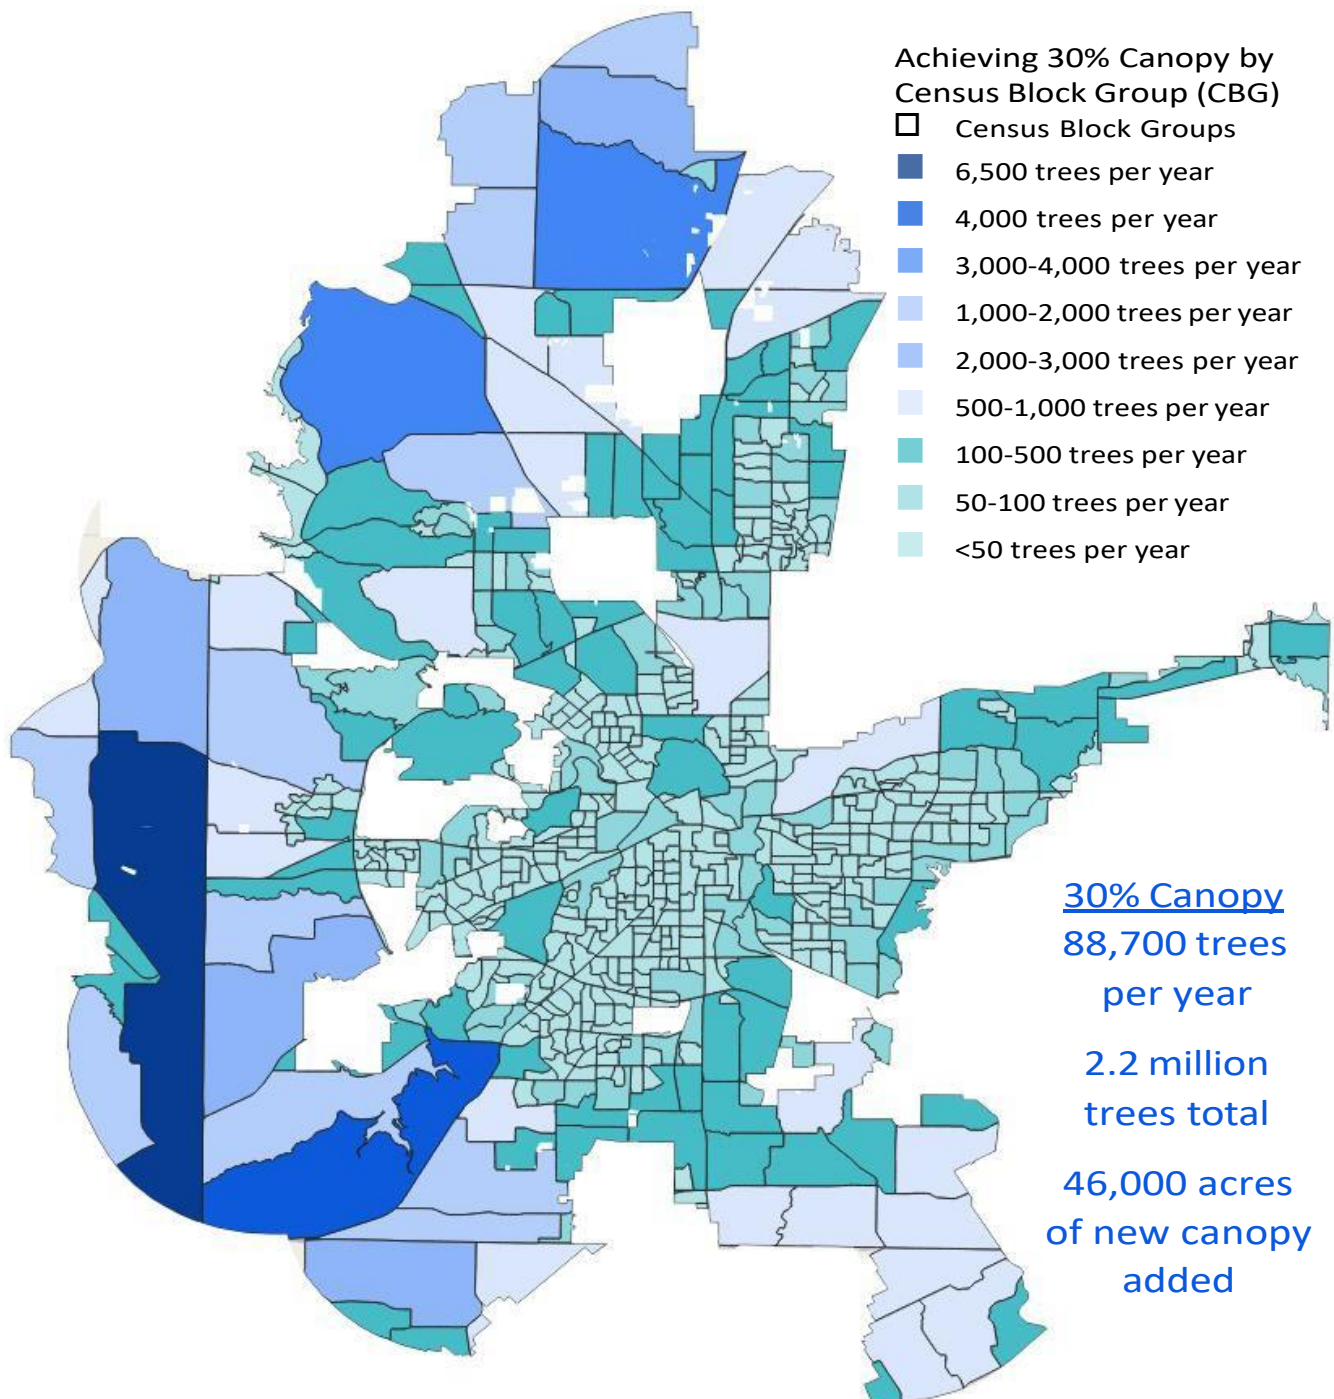 Achieving 30% Canopy by
Census Block Group (CBG)
Census Block Groups
6,500 trees per year
4,000 trees per year
3,000-4,000 trees per year
1,000-2,000 trees per year
2,000-3,000 trees per year
500-1,000 trees per year
100-500 trees per year
50-100 trees per year
<50 trees per year
30% Canopy
88,700 trees
per year
2.2 million
trees total
46,000 acres
of new canopy
added